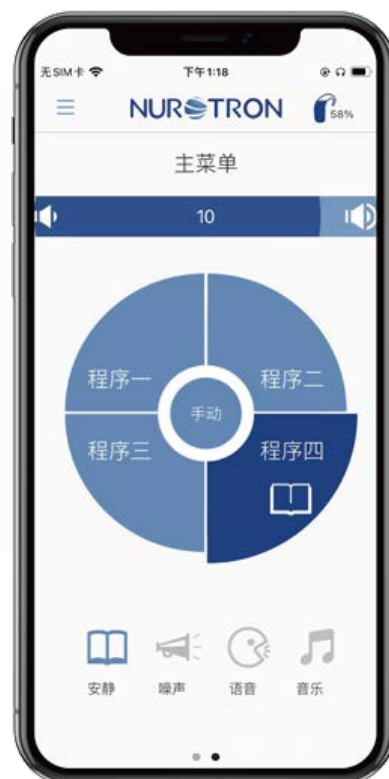 无SIM卡 下午1:18
NUROTRON 58%
主菜单
10
程序一 程序二
手动
程序三 程序四
安静 噪声 语音 音乐